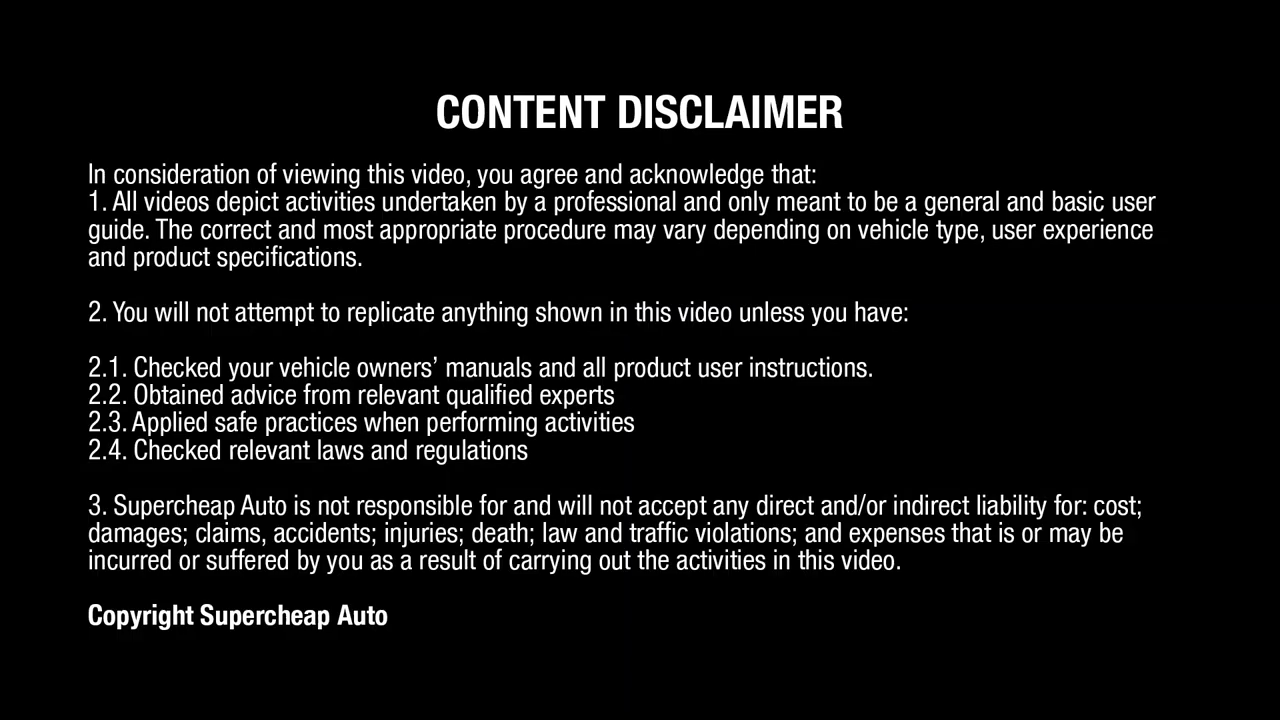 CONTENT DISCLAIMER
In consideration of viewing this video, you agree and acknowledge that:
1. All videos depict activities undertaken by a professional and only meant to be a general and basic user
guide. The correct and most appropriate procedure may vary depending on vehicle type, user experience
and product specifications.
2. You will not attempt to replicate anything shown in this video unless you have:
2.1. Checked your vehicle owners’ manuals and all product user instructions.
2.2. Obtained advice from relevant qualified experts
2.3. Applied safe practices when performing activities
2.4. Checked relevant laws and regulations
3. Supercheap Auto is not responsible for and will not accept any direct and/or indirect liability for: cost;
damages; claims, accidents; injuries; death; law and traffic violations; and expenses that is or may be
incurred or suffered by you as a result of carrying out the activities in this video.
Copyright Supercheap Auto